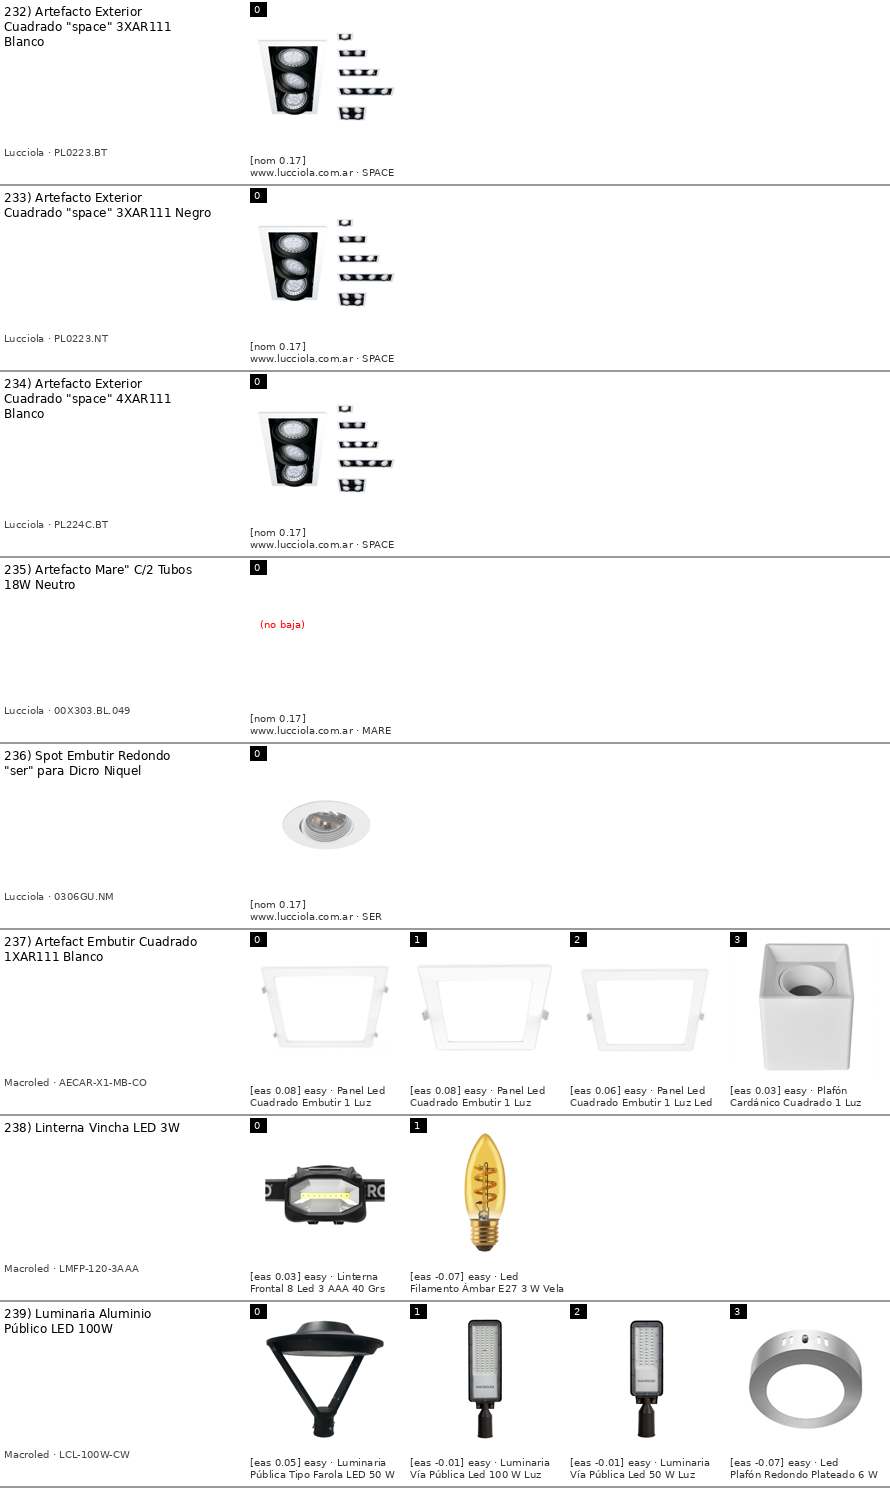 232) Artefacto Exterior
Cuadrado "space" 3XAR111
Blanco
Lucciola · PL0223.BT
0
[nom 0.17]
www.lucciola.com.ar · SPACE
233) Artefacto Exterior
Cuadrado "space" 3XAR111 Negro
Lucciola · PL0223.NT
0
[nom 0.17]
www.lucciola.com.ar · SPACE
234) Artefacto Exterior
Cuadrado "space" 4XAR111
Blanco
Lucciola · PL224C.BT
0
[nom 0.17]
www.lucciola.com.ar · SPACE
235) Artefacto Mare" C/2 Tubos
18W Neutro
Lucciola · 00X303.BL.049
0
(no baja)
[nom 0.17]
www.lucciola.com.ar · MARE
236) Spot Embutir Redondo
"ser" para Dicro Niquel
Lucciola · 0306GU.NM
0
[nom 0.17]
www.lucciola.com.ar · SER
237) Artefact Embutir Cuadrado
1XAR111 Blanco
Macroled · AECAR-X1-MB-CO
0
[eas 0.08] easy · Panel Led
Cuadrado Embutir 1 Luz
1
[eas 0.08] easy · Panel Led
Cuadrado Embutir 1 Luz
2
[eas 0.06] easy · Panel Led
Cuadrado Embutir 1 Luz Led
3
[eas 0.03] easy · Plafón
Cardánico Cuadrado 1 Luz
238) Linterna Vincha LED 3W
Macroled · LMFP-120-3AAA
0
RO
[eas 0.03] easy · Linterna
Frontal 8 Led 3 AAA 40 Grs
1
[eas -0.07] easy · Led
Filamento Ámbar E27 3 W Vela
239) Luminaria Aluminio
Público LED 100W
Macroled · LCL-100W-CW
0
[eas 0.05] easy · Luminaria
Pública Tipo Farola LED 50 W
1
[eas -0.01] easy · Luminaria
Vía Pública Led 100 W Luz
2
[eas -0.01] easy · Luminaria
Vía Pública Led 50 W Luz
3
[eas -0.07] easy · Led
Plafón Redondo Plateado 6 W